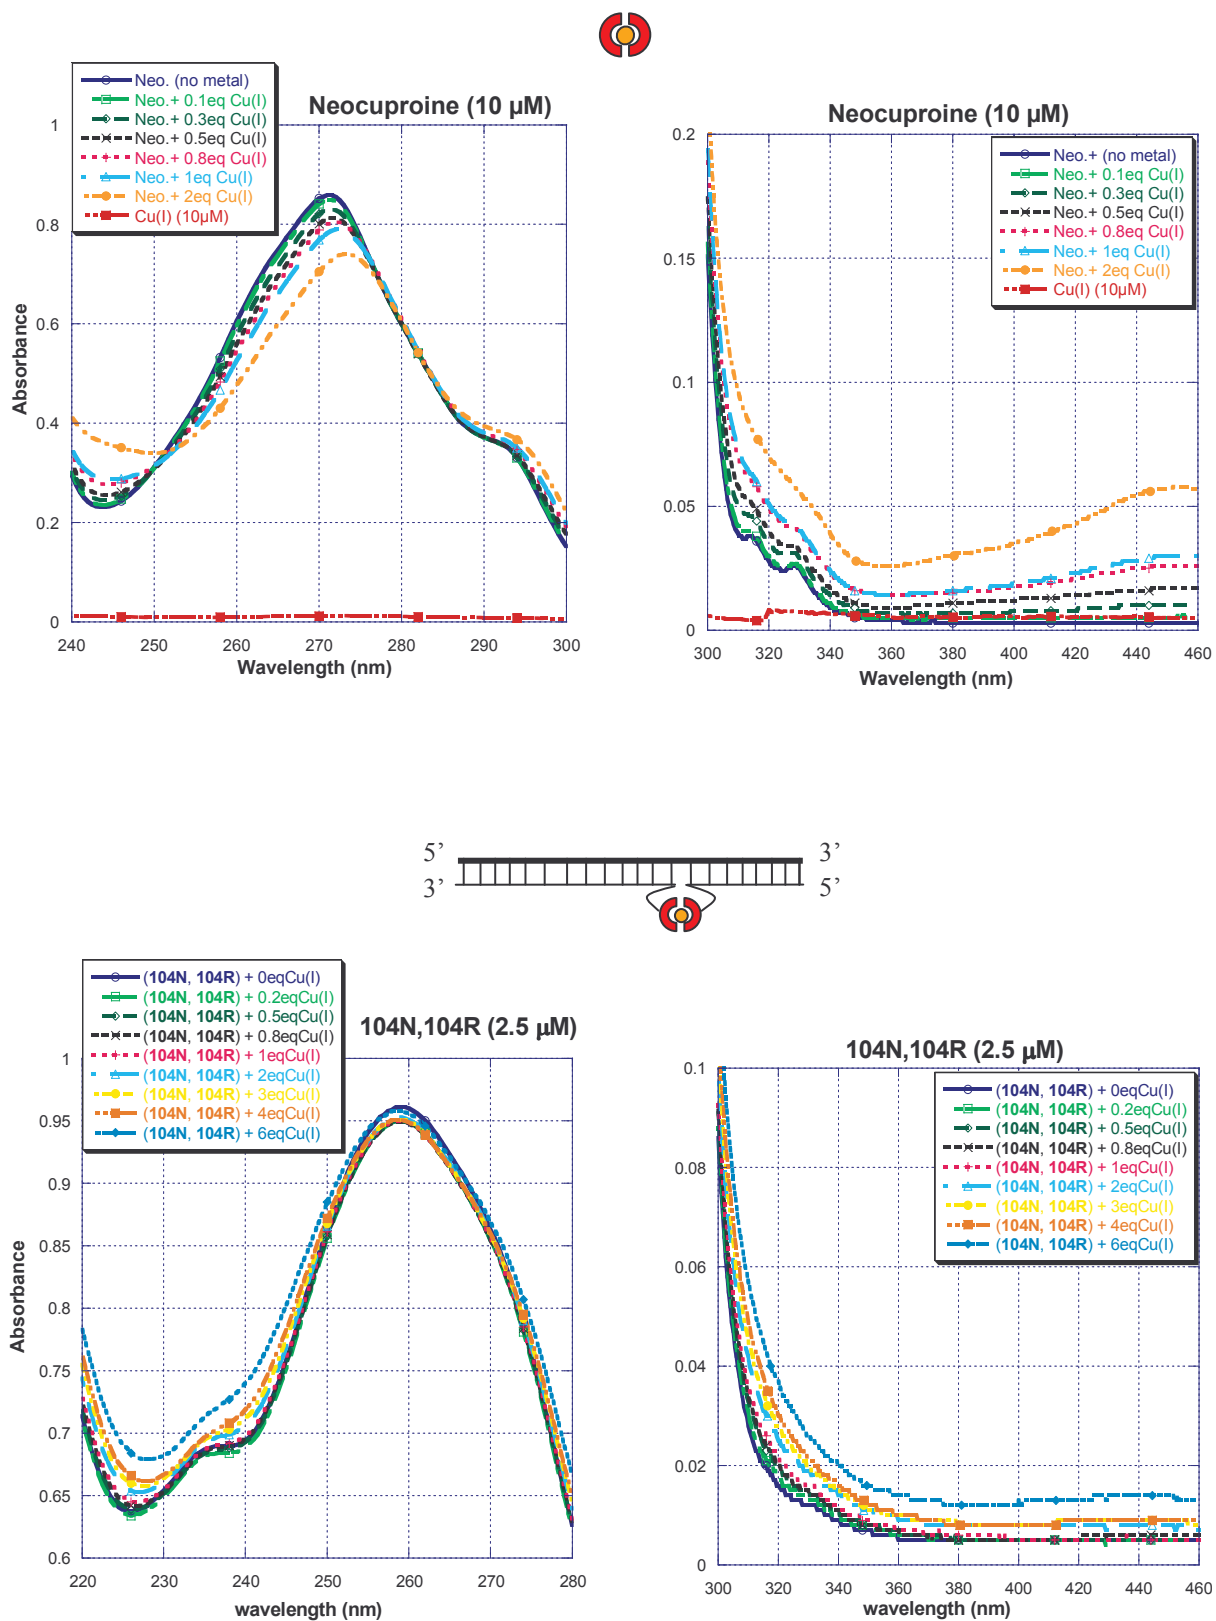 Neo. (no metal)
Neo.+ 0.1eq Cu(I)
Neo.+ 0.3eq Cu(I)
Neo.+ 0.5eq Cu(I)
Neo.+ 0.8eq Cu(I)
Neo.+ 1eq Cu(I)
Neo.+ 2eq Cu(I)
Cu(I) (10µM)
Neocuproine (10 µM)
1
0.8
0.6
0.4
0.2
0
Absorbance
240 250 260 270 280 290 300
Wavelength (nm)
Neocuproine (10 µM)
Neo.+ (no metal)
Neo.+ 0.1eq Cu(I)
Neo.+ 0.3eq Cu(I)
Neo.+ 0.5eq Cu(I)
Neo.+ 0.8eq Cu(I)
Neo.+ 1eq Cu(I)
Neo.+ 2eq Cu(I)
Cu(I) (10µM)
0.2
0.15
0.1
0.05
0
300 320 340 360 380 400 420 440 460
Wavelength (nm)
5’ 3’
3’ 5’
(104N, 104R) + 0eqCu(I)
(104N, 104R) + 0.2eqCu(I)
(104N, 104R) + 0.5eqCu(I)
(104N, 104R) + 0.8eqCu(I)
(104N, 104R) + 1eqCu(I)
(104N, 104R) + 2eqCu(I)
(104N, 104R) + 3eqCu(I)
(104N, 104R) + 4eqCu(I)
(104N, 104R) + 6eqCu(I)
104N,104R (2.5 µM)
1
0.95
0.9
0.85
0.8
0.75
0.7
0.65
0.6
Absorbance
220 230 240 250 260 270 280
wavelength (nm)
104N,104R (2.5 µM)
(104N, 104R) + 0eqCu(I)
(104N, 104R) + 0.2eqCu(I)
(104N, 104R) + 0.5eqCu(I)
(104N, 104R) + 0.8eqCu(I)
(104N, 104R) + 1eqCu(I)
(104N, 104R) + 2eqCu(I)
(104N, 104R) + 3eqCu(I)
(104N, 104R) + 4eqCu(I)
(104N, 104R) + 6eqCu(I)
0.1
0.08
0.06
0.04
0.02
0
300 320 340 360 380 400 420 440 460
wavelength (nm)